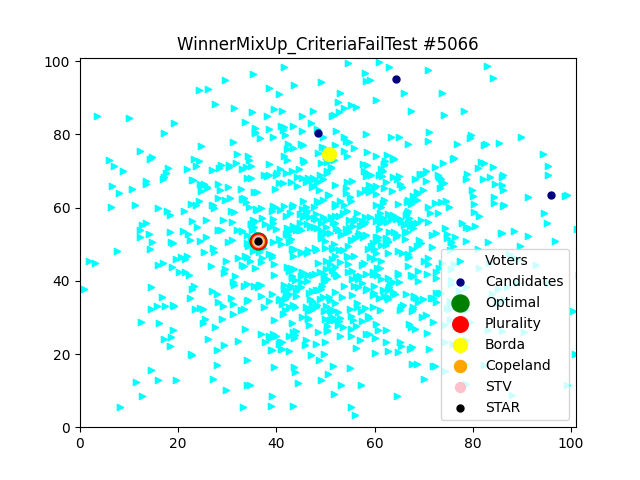 WinnerMixUp_CriteriaFailTest #5066
100
80
60
40
20
0
0
20
40
60
80
100
Voters
Candidates
Optimal
Plurality
Borda
Copeland
STV
STAR